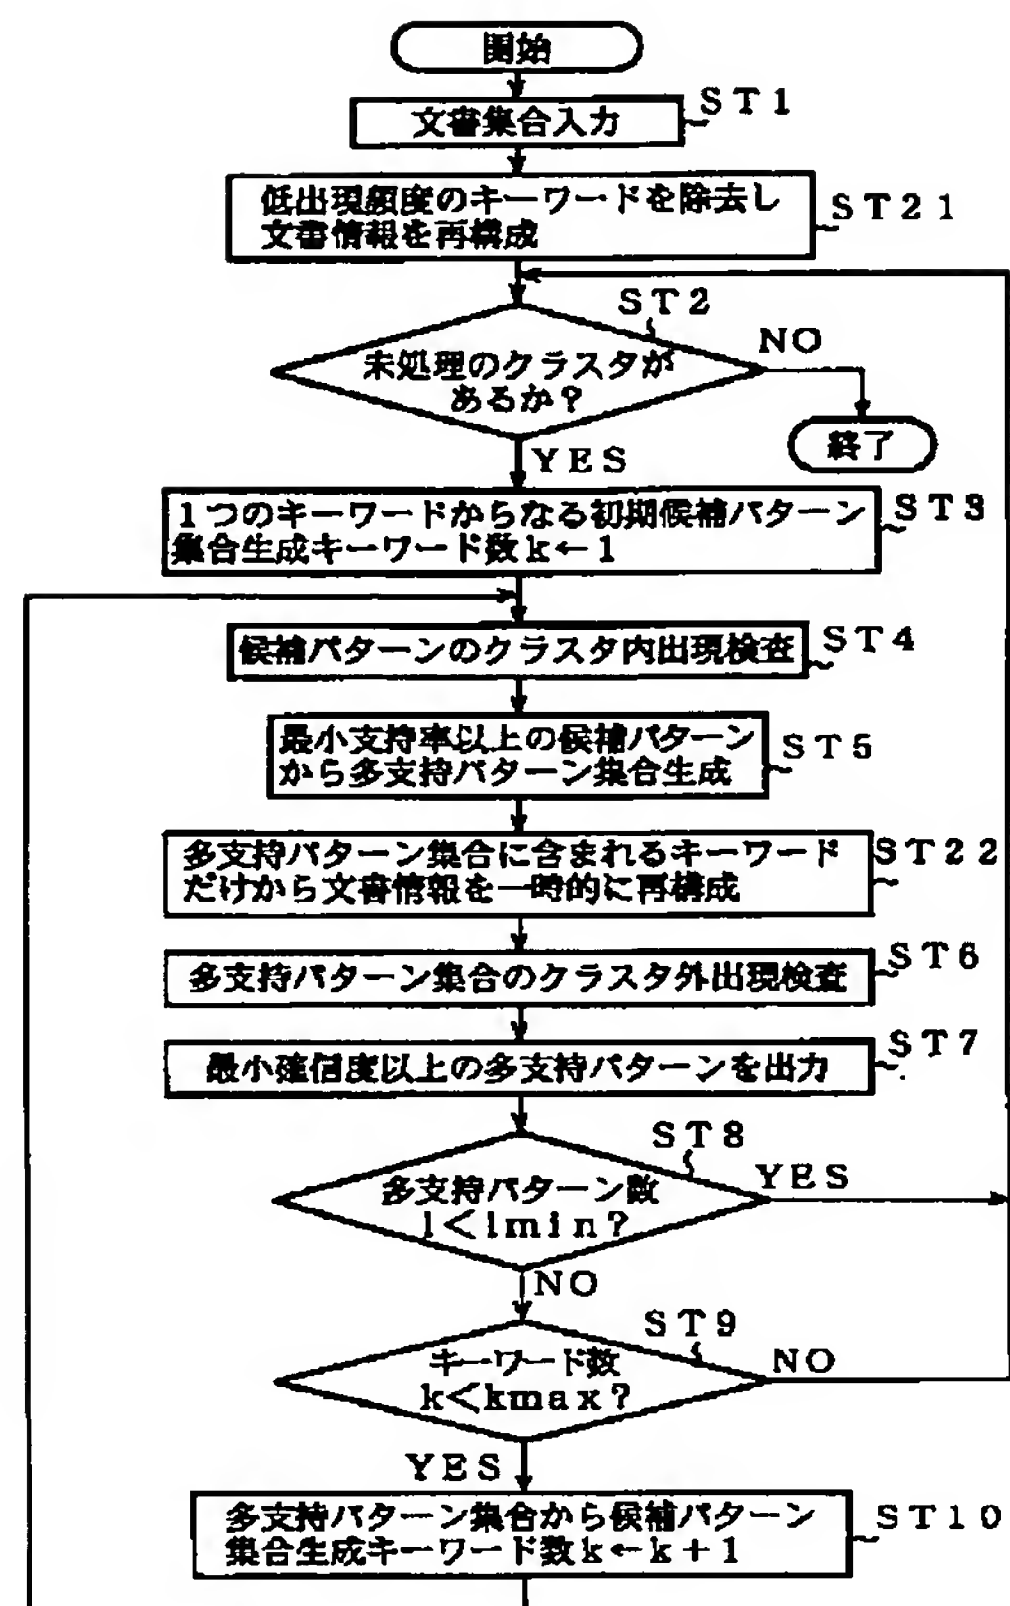 開始
ST1
文書集合入力
ST21
低出現頻度のキーワードを除去し
文書情報を再構成
ST2
未処理のクラスタが
あるか?
NO
終了
YES
ST3
1つのキーワードからなる初期候補パターン
集合生成キーワード数k←1
ST4
候補パターンのクラスタ内出現検査
ST5
最小支持率以上の候補パターン
から多支持パターン集合生成
ST22
多支持パターン集合に含まれるキーワード
だけから文書情報を一時的に再構成
ST6
多支持パターン集合のクラスタ外出現検査
ST7
最小確信度以上の多支持パターンを出力
ST8
多支持パターン数
l<lmin?
YES
NO
ST9
キーワード数
k<kmax?
NO
YES
ST10
多支持パターン集合から候補パターン
集合生成キーワード数k←k+1